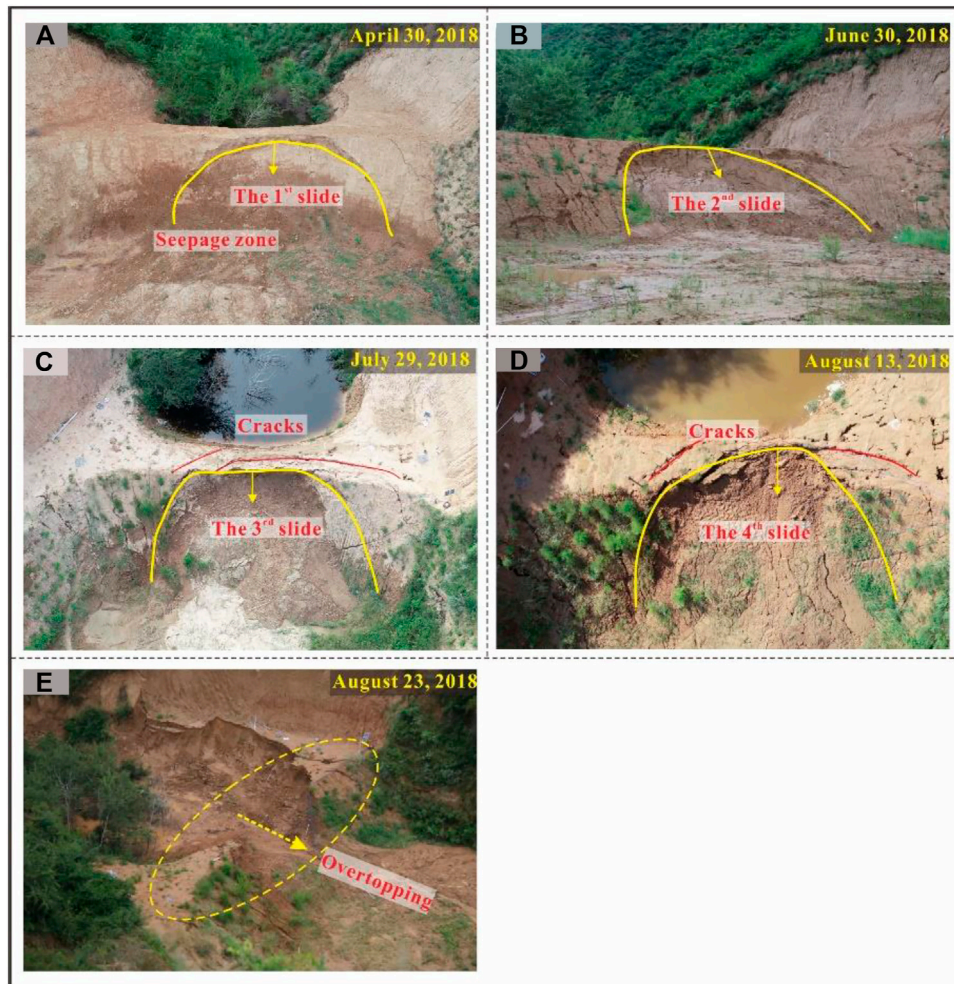 A
April 30, 2018
The 1st slide
Seepage zone
B
June 30, 2018
The 2nd slide
C
July 29, 2018
Cracks
The 3rd slide
D
August 13, 2018
Cracks
The 4th slide
E
August 23, 2018
Overtopping